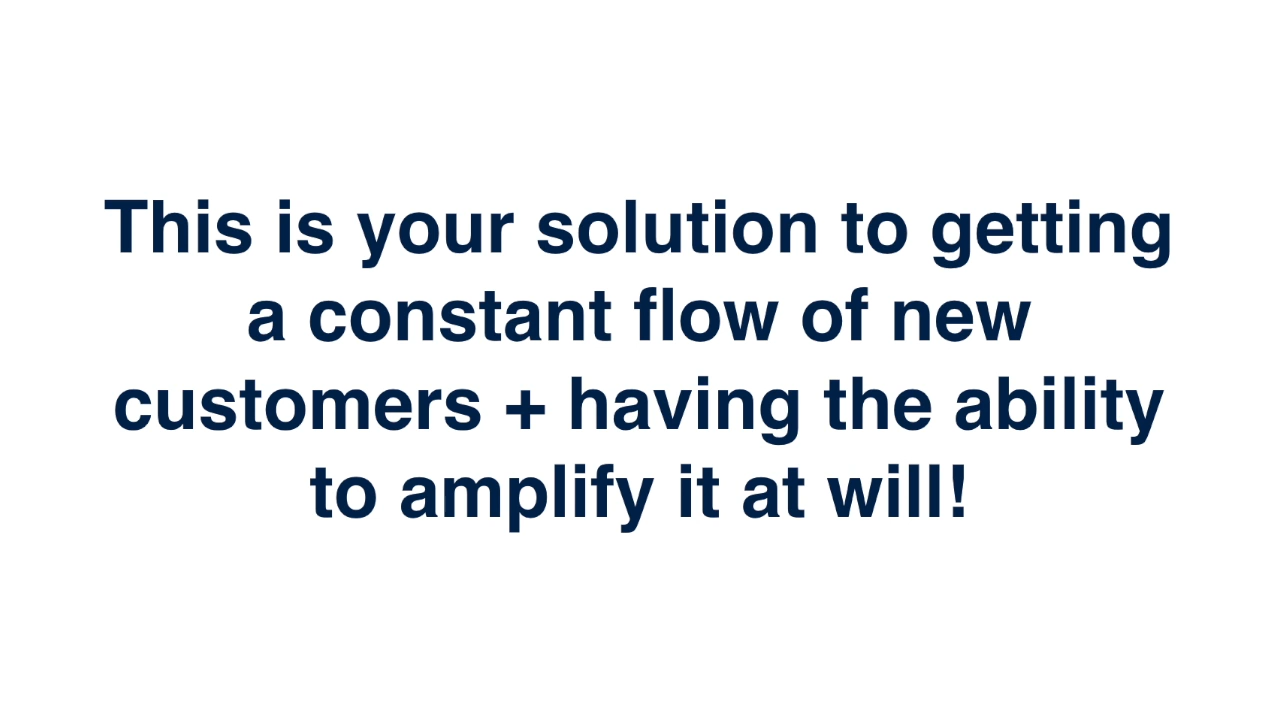 This is your solution to getting
a constant flow of new
customers + having the ability
to amplify it at will!